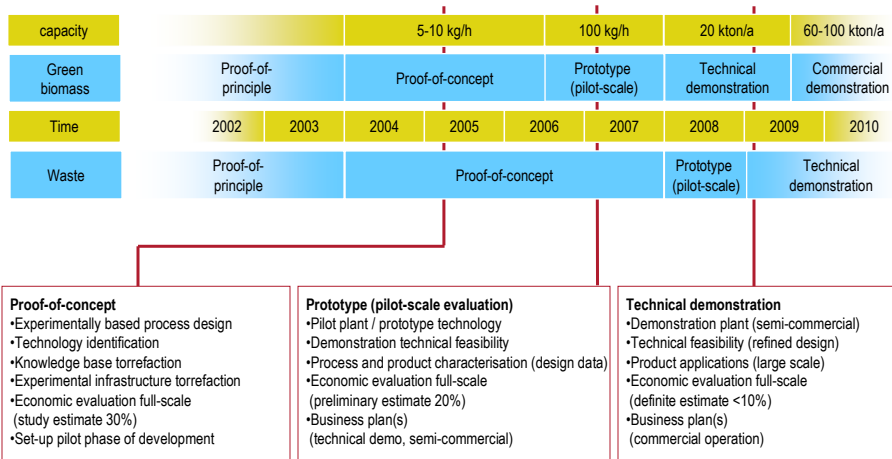 capacity
5-10 kg/h
100 kg/h
20 kton/a
60-100 kton/a
Green
biomass
Proof-of-
principle
Proof-of-concept
Prototype
(pilot-scale)
Technical
demonstration
Commercial
demonstration
Time
2002
2003
2004
2005
2006
2007
2008
2009
2010
Waste
Proof-of-
principle
Proof-of-concept
Prototype
(pilot-scale)
Technical
demonstration
Proof-of-concept
•Experimentally based process design
•Technology identification
•Knowledge base torrefaction
•Experimental infrastructure torrefaction
•Economic evaluation full-scale
(study estimate 30%)
•Set-up pilot phase of development
Prototype (pilot-scale evaluation)
•Pilot plant / prototype technology
•Demonstration technical feasibility
•Process and product characterisation (design data)
•Economic evaluation full-scale
(preliminary estimate 20%)
•Business plan(s)
(technical demo, semi-commercial)
Technical demonstration
•Demonstration plant (semi-commercial)
•Technical feasibility (refined design)
•Product applications (large scale)
•Economic evaluation full-scale
(definite estimate <10%)
•Business plan(s)
(commercial operation)